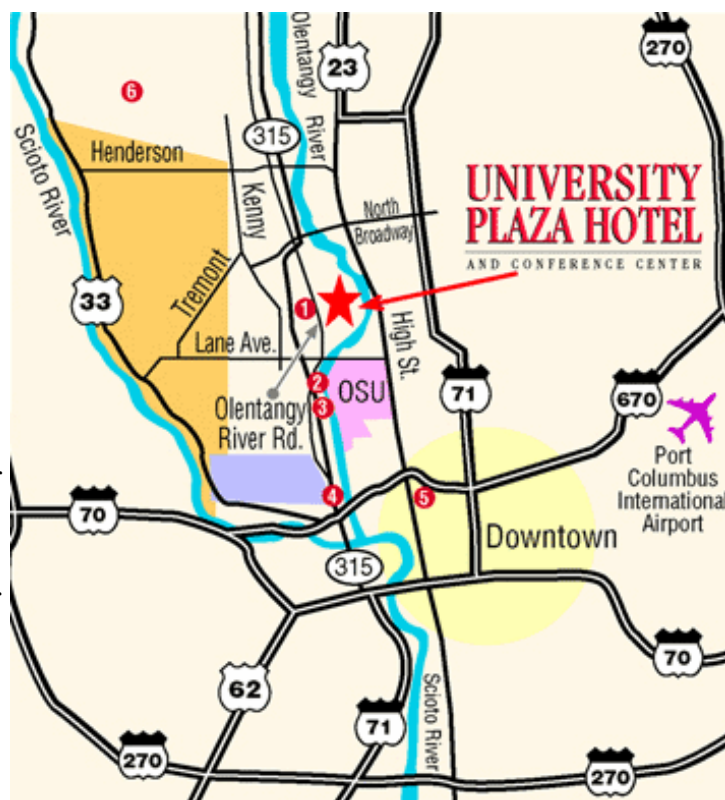 Olentangy
River
23
270
6
315
Scioto River
Henderson
Kenny
UNIVERSITY
PLAZA HOTEL
AND CONFERENCE CENTER
North
Broadway
Tremont
33
1
Lane Ave.
High St.
2
OSU
3
71
670
Olentangy
River Rd.
Port
Columbus
International
Airport
4
5
70
Downtown
315
70
62
71
Scioto River
270
270